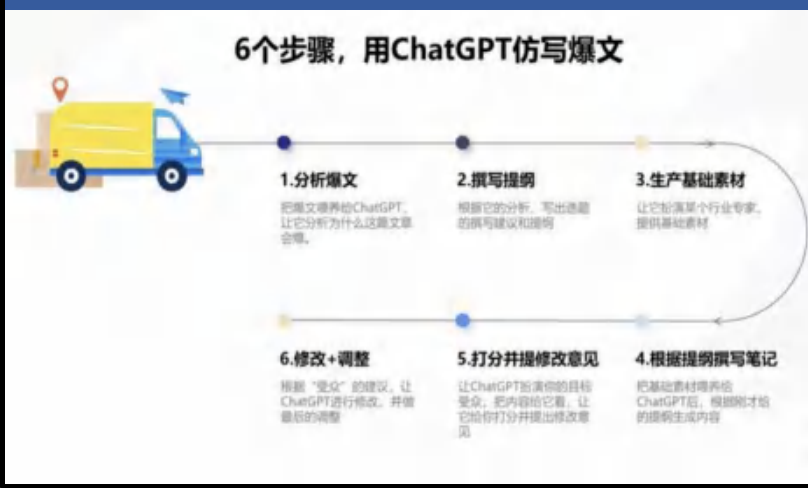 6个步骤，用ChatGPT仿写爆文
1.分析爆文
把爆文喂养给ChatGPT，
让它分析为什么这篇文章
会爆。
2.撰写提纲
根据它的分析，写出选题
的撰写建议和提纲
3.生产基础素材
让它扮演某个行业专家，
提供基础素材
4.根据提纲撰写笔记
把基础素材喂养给
ChatGPT后，根据刚才给
的提纲生成内容
5.打分并提修改意见
让ChatGPT扮演你的目标
受众，把内容给它看，让
它给你打分并提出修改意
见
6.修改+调整
根据“受众”的建议，让
ChatGPT进行修改，并做
最后的调整